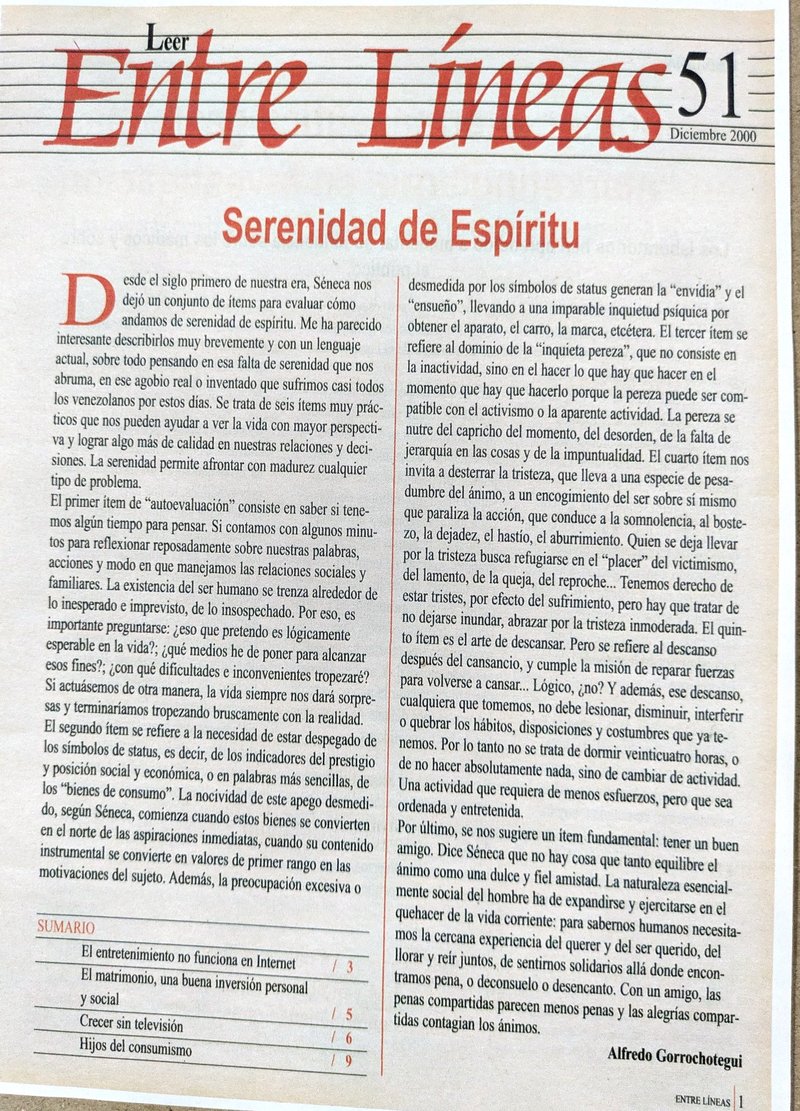 Leer
Entre Líneas
51
Diciembre 2000
Serenidad de Espíritu
Desde el siglo primero de nuestra era, Séneca nos
dejó un conjunto de ítems para evaluar cómo
andamos de serenidad de espíritu. Me ha parecido
interesante describirlos muy brevemente y con un lenguaje
actual, sobre todo pensando en esa falta de serenidad que nos
abruma, en ese agobio real o inventado que sufrimos casi todos
los venezolanos por estos días. Se trata de seis ítems muy prác-
ticos que nos pueden ayudar a ver la vida con mayor perspecti-
va y lograr algo más de calidad en nuestras relaciones y deci-
siones. La serenidad permite afrontar con madurez cualquier
tipo de problema.
El primer ítem de “autoevaluación” consiste en saber si tene-
mos algún tiempo para pensar. Si contamos con algunos minu-
tos para reflexionar reposadamente sobre nuestras palabras,
acciones y modo en que manejamos las relaciones sociales y
familiares. La existencia del ser humano se trenza alrededor de
lo inesperado e imprevisto, de lo insospechado. Por eso, es
importante preguntarse: ¿eso que pretendo es lógicamente
esperable en la vida?; ¿qué medios he de poner para alcanzar
esos fines?; ¿con qué dificultades e inconvenientes tropezaré?
Si actuásemos de otra manera, la vida siempre nos dará sorpre-
sas y terminaríamos tropezando bruscamente con la realidad.
El segundo ítem se refiere a la necesidad de estar despegado de
los símbolos de status, es decir, de los indicadores del prestigio
y posición social y económica, o en palabras más sencillas, de
los “bienes de consumo”. La nocividad de este apego desmedi-
do, según Séneca, comienza cuando estos bienes se convierten
en el norte de las aspiraciones inmediatas, cuando su contenido
instrumental se convierte en valores de primer rango en las
motivaciones del sujeto. Además, la preocupación excesiva o
desmedida por los símbolos de status generan la “envidia” y el
“ensueño”, llevando a una imparable inquietud psíquica por
obtener el aparato, el carro, la marca, etcétera. El tercer ítem se
refiere al dominio de la “inquieta pereza”, que no consiste en
la inactividad, sino en el hacer lo que hay que hacer en el
momento que hay que hacerlo porque la pereza puede ser com-
patible con el activismo o la aparente actividad. La pereza se
nutre del capricho del momento, del desorden, de la falta de
jerarquía en las cosas y de la impuntualidad. El cuarto ítem nos
invita a desterrar la tristeza, que lleva a una especie de pesa-
dumbre del ánimo, a un encogimiento del ser sobre sí mismo
que paraliza la acción, que conduce a la somnolencia, al boste-
zo, la dejadez, el hastío, el aburrimiento. Quien se deja llevar
por la tristeza busca refugiarse en el “placer” del victimismo,
del lamento, de la queja, del reproche... Tenemos derecho de
estar tristes, por efecto del sufrimiento, pero hay que tratar de
no dejarse inundar, abrazar por la tristeza inmoderada. El quin-
to ítem es el arte de descansar. Pero se refiere al descanso
después del cansancio, y cumple la misión de reparar fuerzas
para volverse a cansar... Lógico, ¿no? Y además, ese descanso,
cualquiera que tomemos, no debe lesionar, disminuir, interferir
o quebrar los hábitos, disposiciones y costumbres que ya te-
nemos. Por lo tanto no se trata de dormir veinticuatro horas, o
de no hacer absolutamente nada, sino de cambiar de actividad.
Una actividad que requiera de menos esfuerzos, pero que sea
ordenada y entretenida.
Por último, se nos sugiere un ítem fundamental: tener un buen
amigo. Dice Séneca que no hay cosa que tanto equilibre el
ánimo como una dulce y fiel amistad. La naturaleza esencial-
mente social del hombre ha de expandirse y ejercitarse en el
quehacer de la vida corriente: para sabernos humanos necesita-
mos la cercana experiencia del querer y del ser querido, del
llorar y reír juntos, de sentirnos solidarios allá donde encon-
tramos pena, o deconsuelo o desencanto. Con un amigo, las
penas compartidas parecen menos penas y las alegrías compar-
tidas contagian los ánimos.
Alfredo Gorrochotegui
SUMARIO
El entretenimiento no funciona en Internet / 3
El matrimonio, una buena inversión personal
y social / 5
Crecer sin televisión / 6
Hijos del consumismo / 9
ENTRE LÍNEAS 1